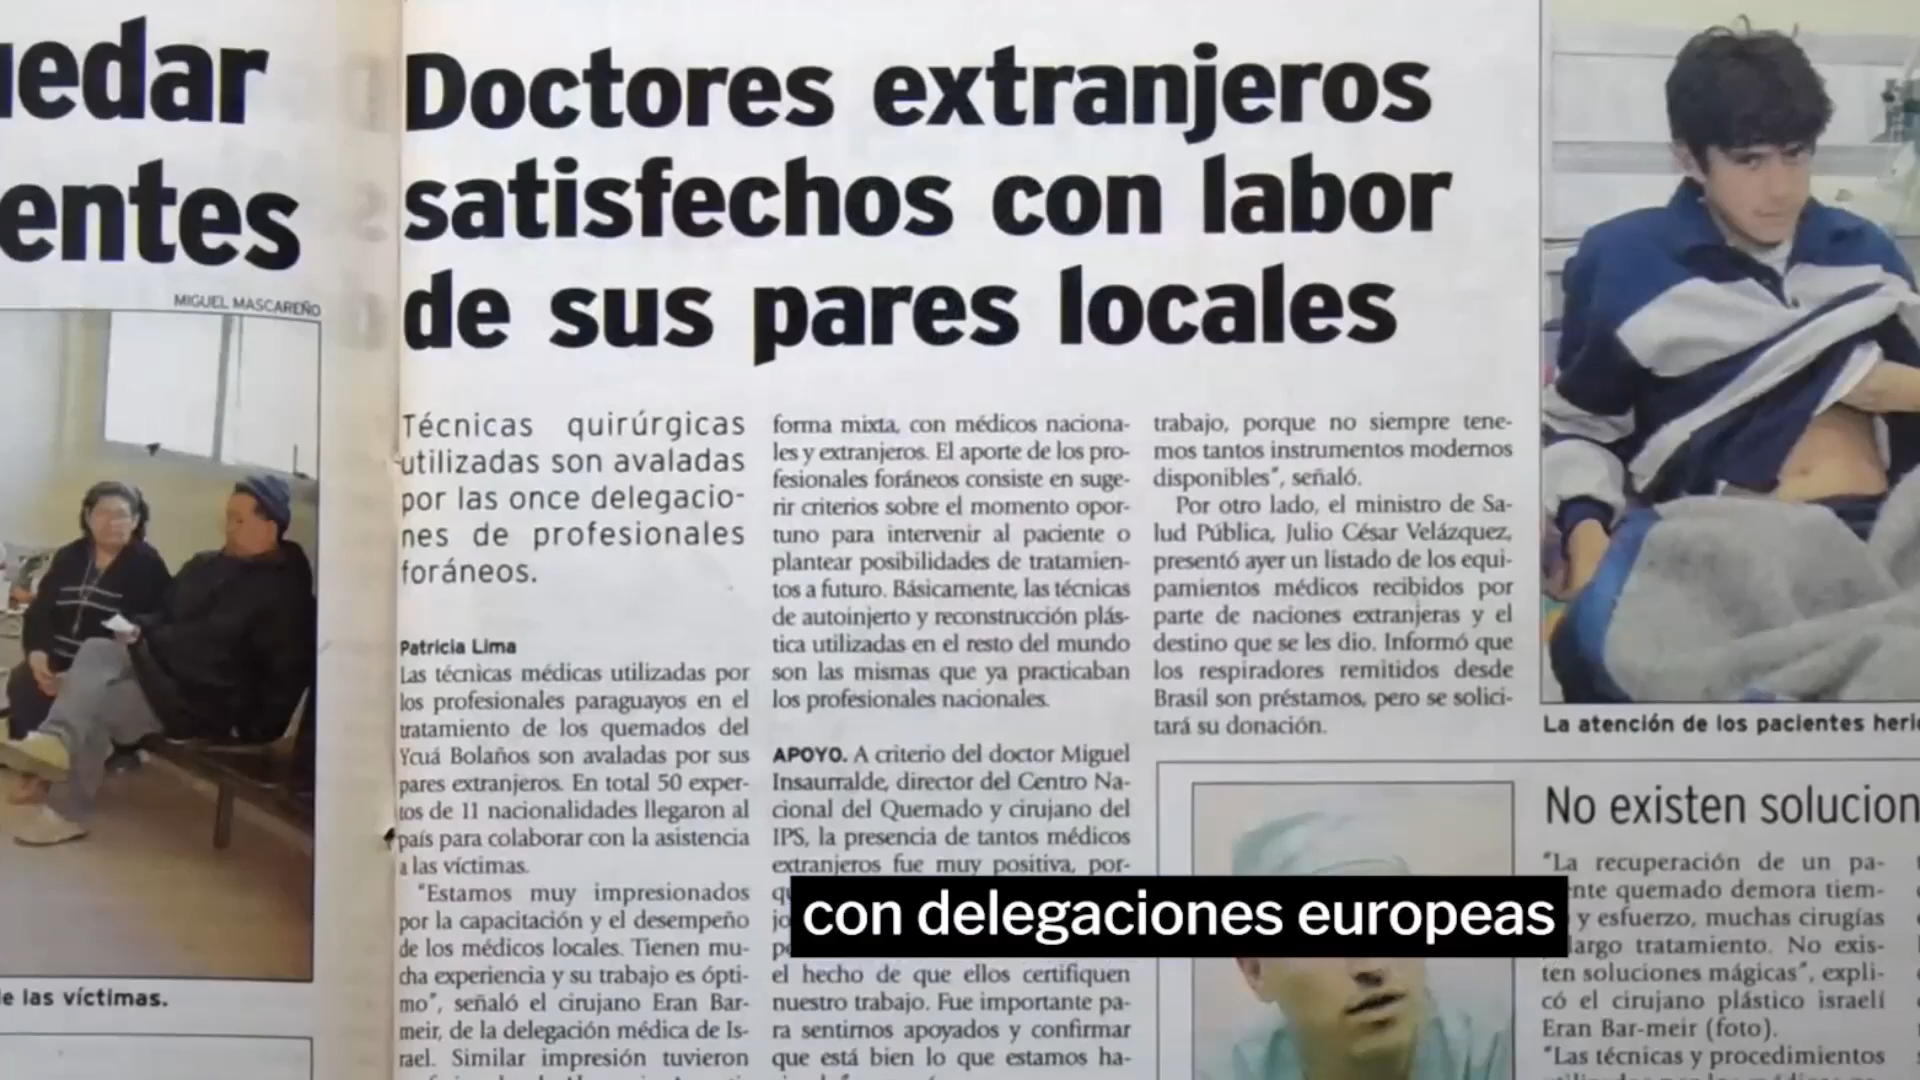 uedar
entes
MIGUEL MASCAREÑO
e las víctimas.
Doctores extranjeros
satisfechos con labor
de sus pares locales
Técnicas quirúrgicas
utilizadas son avaladas
por las once delegacio-
nes de profesionales
foráneos.
Patricia Lima
Las técnicas médicas utilizadas por
los profesionales paraguayos en el
tratamiento de los quemados del
Ycuá Bolaños son avaladas por sus
pares extranjeros. En total 50 exper-
tos de 11 nacionalidades llegaron al
país para colaborar con la asistencia
a las víctimas.
"Estamos muy impresionados
por la capacitación y el desempeño
de los médicos locales. Tienen mu-
cha experiencia y su trabajo es ópti-
mo", señaló el cirujano Eran Bar-
meir, de la delegación médica de Is-
rael. Similar impresión tuvieron
forma mixta, con médicos naciona-
les y extranjeros. El aporte de los pro-
fesionales foráneos consiste en suge-
rir criterios sobre el momento opor-
tuno para intervenir al paciente o
plantear posibilidades de tratamien-
tos a futuro. Básicamente, las técnicas
de autoinjerto y reconstrucción plás-
tica utilizadas en el resto del mundo
son las mismas que ya practicaban
los profesionales nacionales.
APOYO. A criterio del doctor Miguel
Insaurralde, director del Centro Na-
cional del Quemado y cirujano del
IPS, la presencia de tantos médicos
extranjeros fue muy positiva, por-
el hecho de que ellos certifiquen
nuestro trabajo. Fue importante pa-
ra sentirnos apoyados y confirmar
que está bien lo que estamos ha-
trabajo, porque no siempre tene-
mos tantos instrumentos modernos
disponibles", señaló.
Por otro lado, el ministro de Sa-
lud Pública, Julio César Velázquez,
presentó ayer un listado de los equi-
pamientos médicos recibidos por
parte de naciones extranjeras y el
destino que se les dio. Informó que
los respiradores remitidos desde
Brasil son préstamos, pero se solici-
tará su donación.
La atención de los pacientes heri
No existen solucion
"La recuperación de un pa-
nte quemado demora tiem-
y esfuerzo, muchas cirugías
largo tratamiento. No exis-
ten soluciones mágicas", expli-
có el cirujano plástico israelí
Eran Bar-meir (foto).
"Las técnicas y procedimientos
con delegaciones europeas